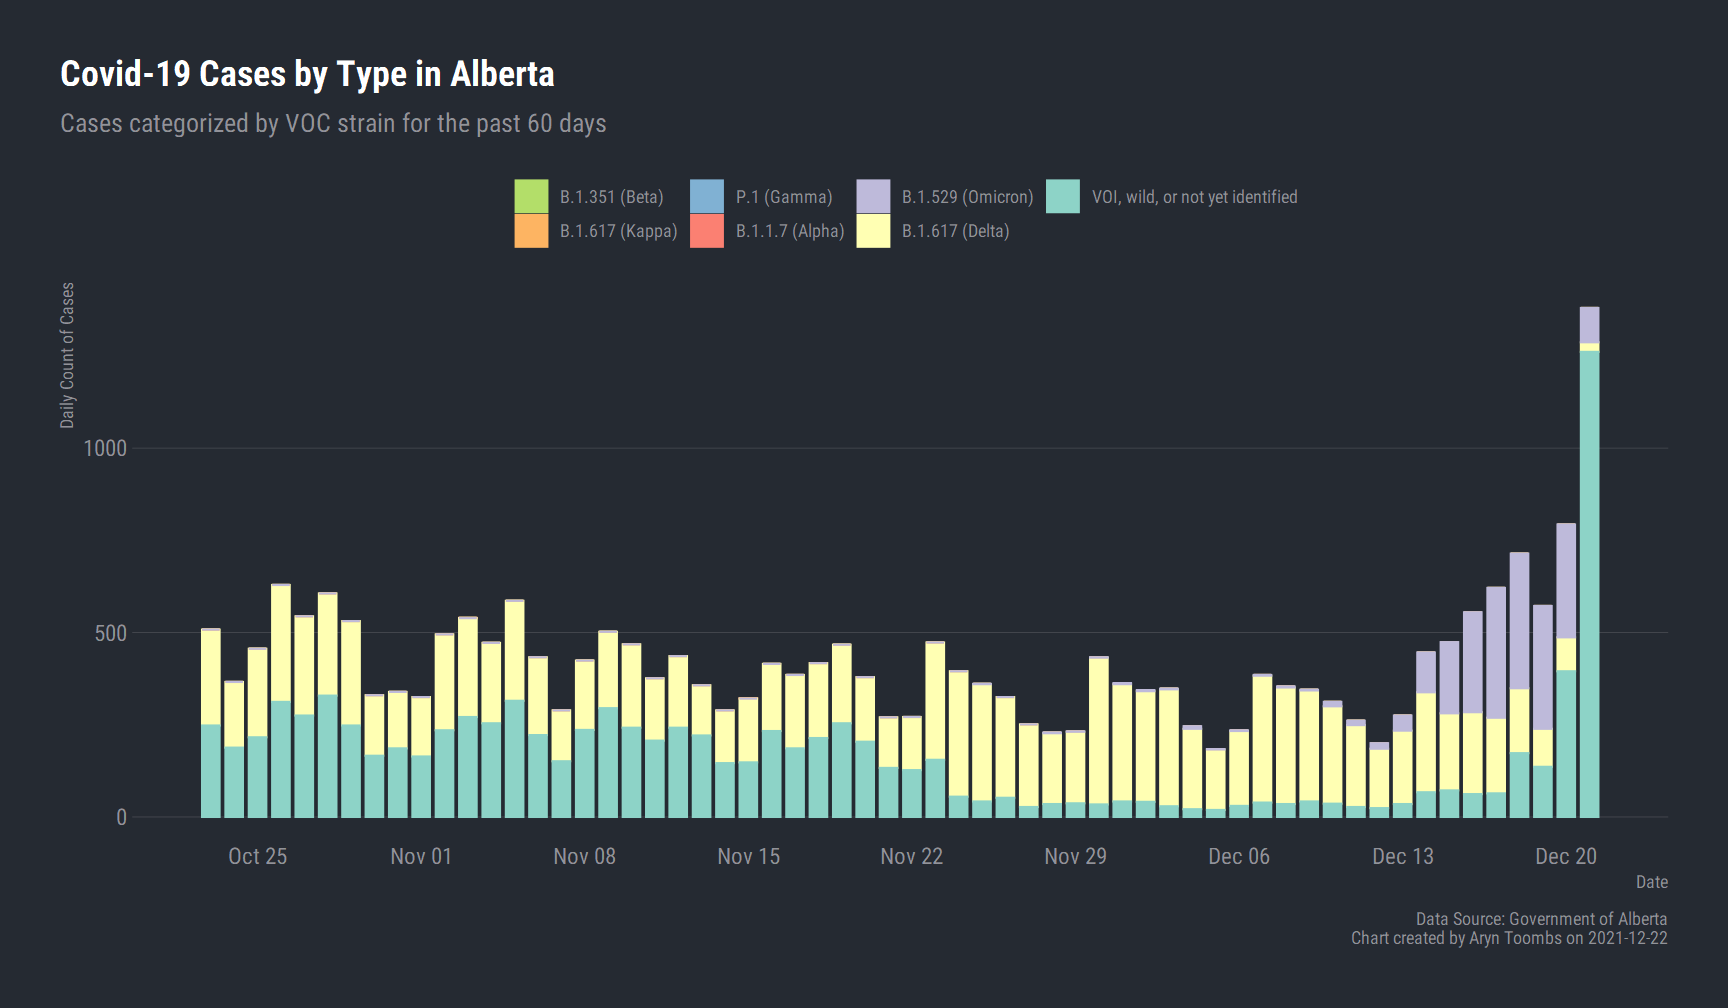 Covid-19 Cases by Type in Alberta
Cases categorized by VOC strain for the past 60 days
B.1.351 (Beta) P.1 (Gamma) B.1.529 (Omicron) VOI, wild, or not yet identified
B.1.617 (Kappa) B.1.1.7 (Alpha) B.1.617 (Delta)
Daily Count of Cases
1000
500
0
Oct 25 Nov 01 Nov 08 Nov 15 Nov 22 Nov 29 Dec 06 Dec 13 Dec 20
Date
Data Source: Government of Alberta
Chart created by Aryn Toombs on 2021-12-22